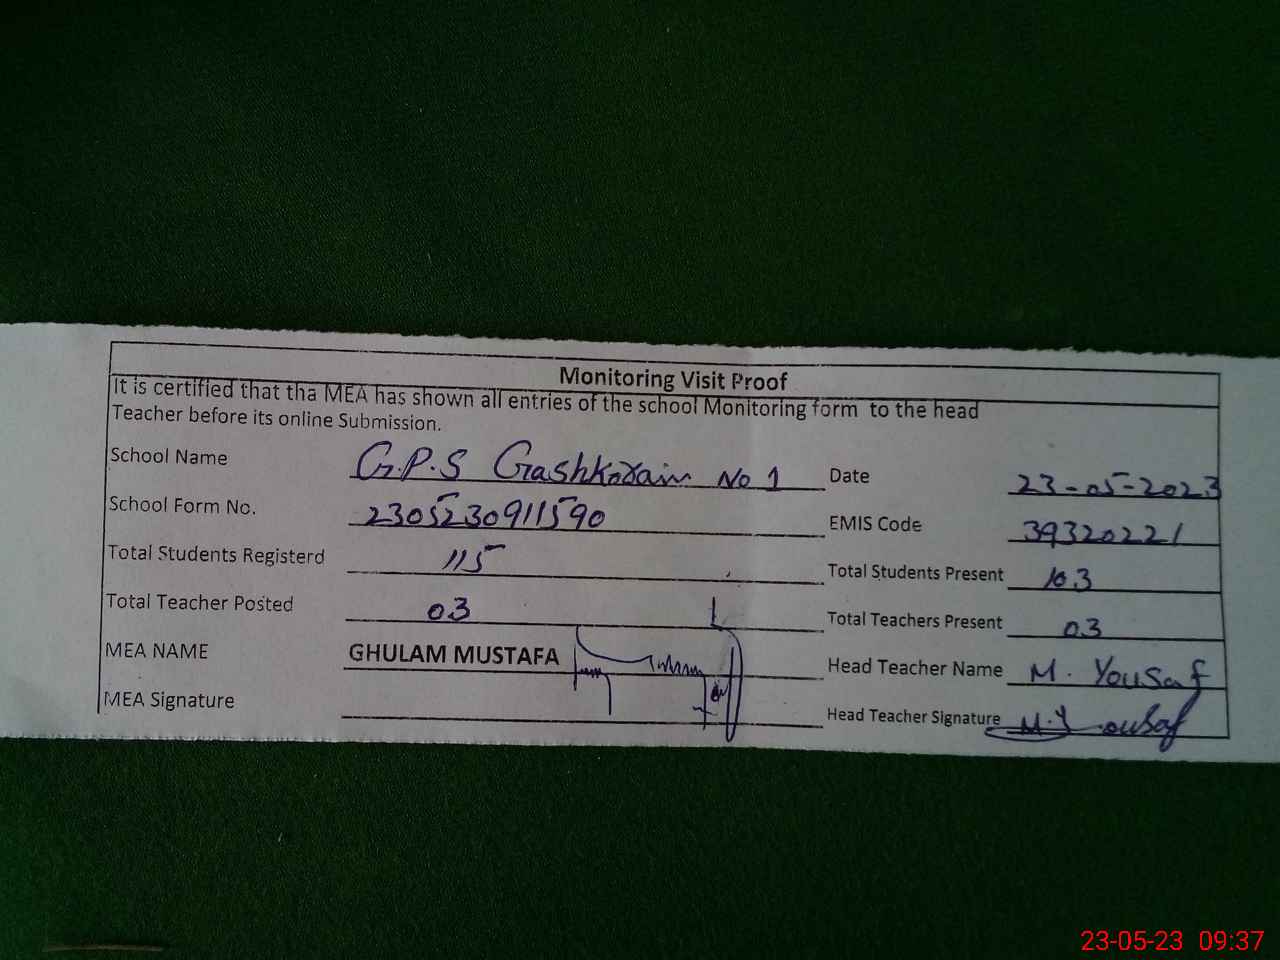 Monitoring Visit Proof
It is certified that tha MEA has shown all entries of the school Monitoring form to the head
Teacher before its online Submission.
School Name G.P.S Gashkorain No 1 Date 23-05-2023
School Form No. 2305230911590 EMIS Code 39320221
Total Students Registerd 115 Total Students Present 103
Total Teacher Posted 03 Total Teachers Present 03
MEA NAME GHULAM MUSTAFA Head Teacher Name M. Yousaf
MEA Signature Head Teacher Signature M.Yousaf
23-05-23 09:37